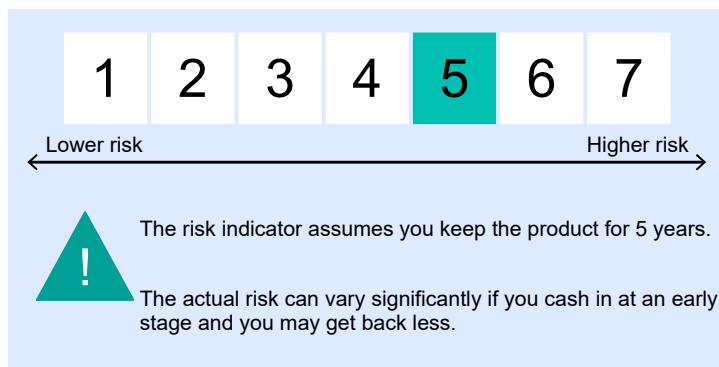 1 2 3 4 5 6 7
Lower risk Higher risk
!
The risk indicator assumes you keep the product for 5 years.
The actual risk can vary significantly if you cash in at an early
stage and you may get back less.